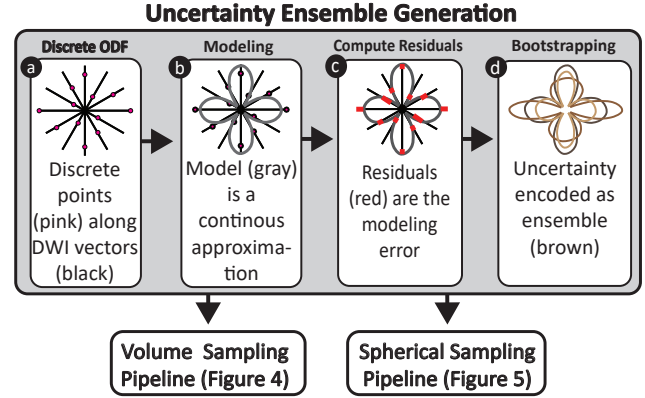 Uncertainty Ensemble Generation
Discrete ODF
Modeling
Compute Residuals
Bootstrapping
a
b
c
d
Discrete
points
(pink) along
DWI vectors
(black)
Model (gray)
is a
continous
approxima-
tion
Residuals
(red) are the
modeling
error
Uncertainty
encoded as
ensemble
(brown)
Volume Sampling
Pipeline (Figure 4)
Spherical Sampling
Pipeline (Figure 5)